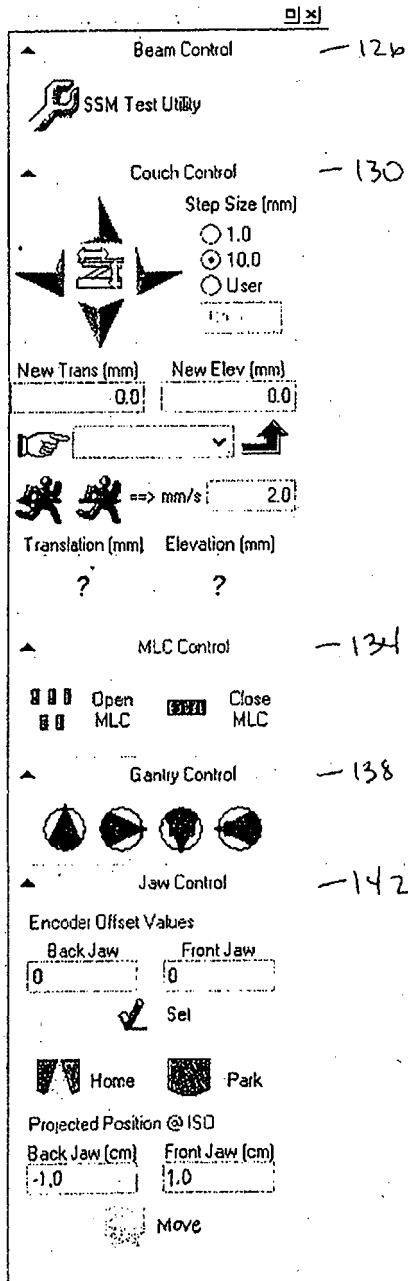 Beam Control — 126
SSM Test Utility
Couch Control — 130
Step Size (mm)
1.0
10.0
User
New Trans (mm) New Elev (mm)
0.0 0.0
==> mm/s 2.0
Translation (mm) Elevation (mm)
? ?
MLC Control — 134
Open MLC Close MLC
Gantry Control — 138
Jaw Control — 142
Encoder Offset Values
Back Jaw Front Jaw
0 0
Set
Home Park
Projected Position @ ISO
Back Jaw (cm) Front Jaw (cm)
-1.0 1.0
Move